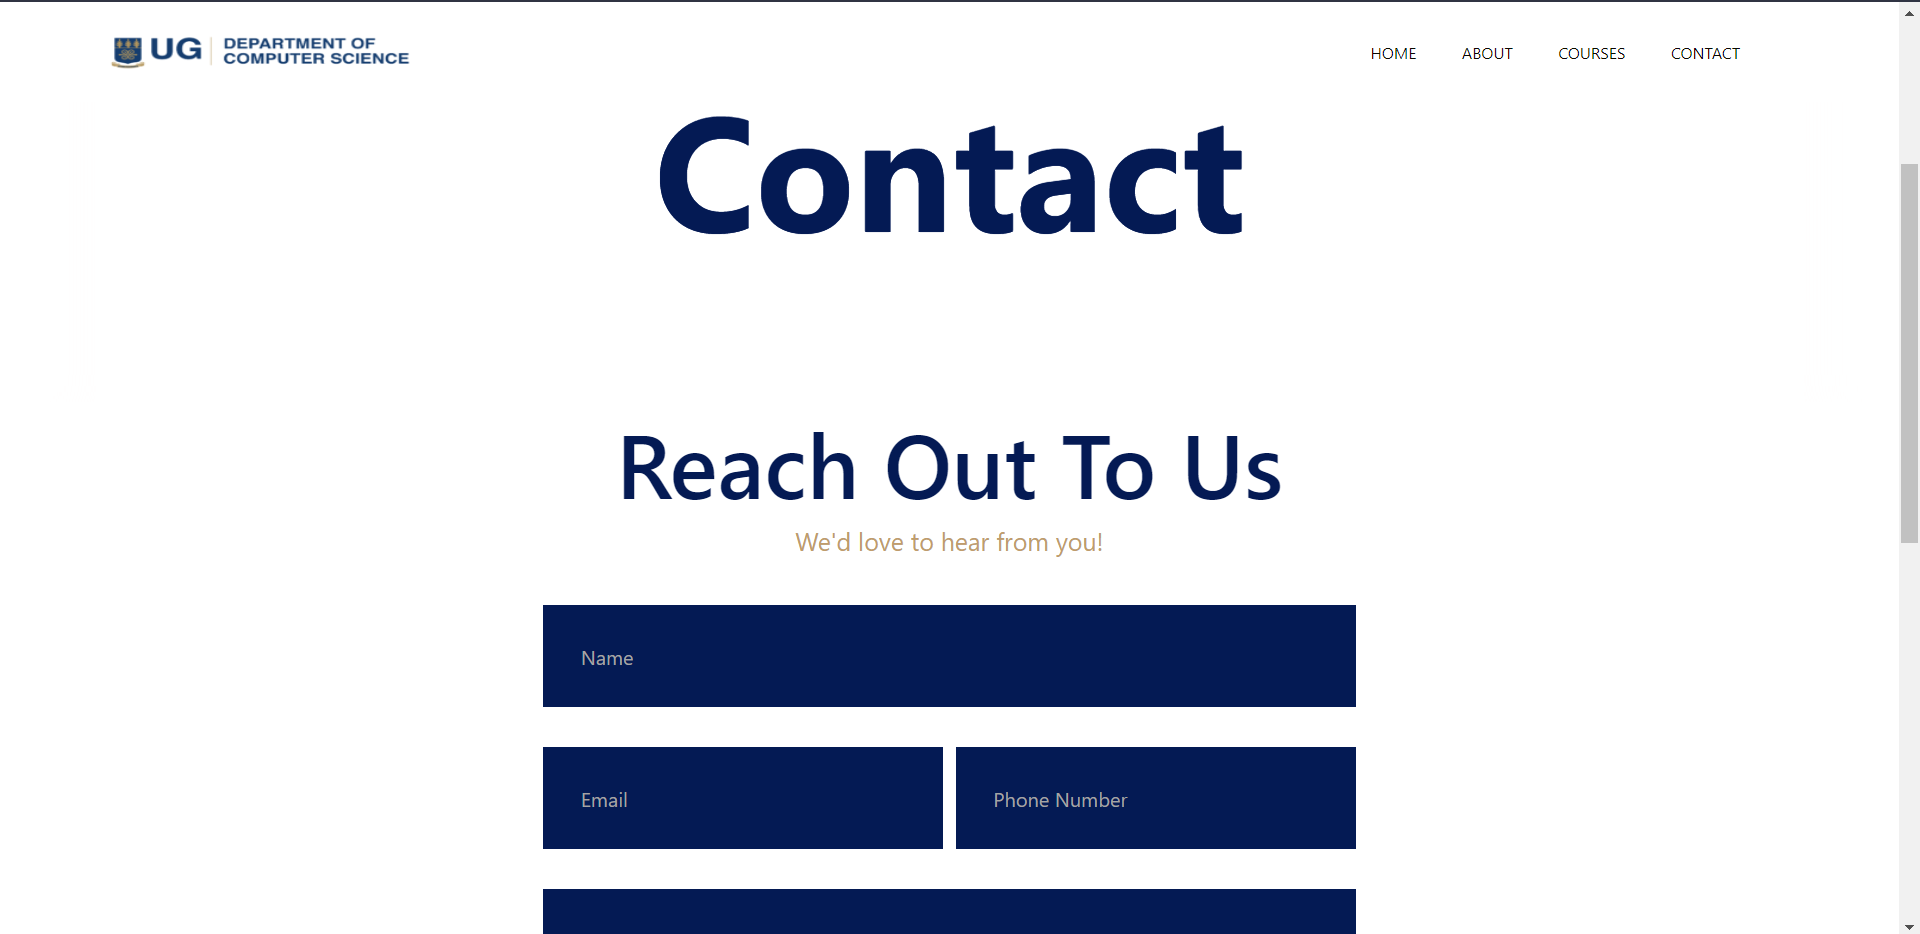 UG
DEPARTMENT OF
COMPUTER SCIENCE
HOME ABOUT COURSES CONTACT
Contact
Reach Out To Us
We'd love to hear from you!
Name
Email Phone Number